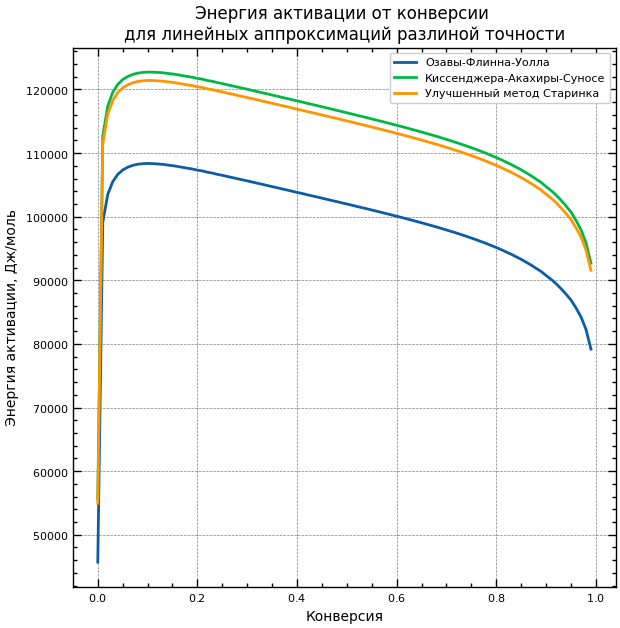 Энергия активации от конверсии
для линейных аппроксимаций разлиной точности
Озавы-Флинна-Уолла
Киссенджера-Акахиры-Суносе
Улучшенный метод Старинка
Энергия активации, Дж/моль
120000
110000
100000
90000
80000
70000
60000
50000
0.0
0.2
0.4
0.6
0.8
1.0
Конверсия